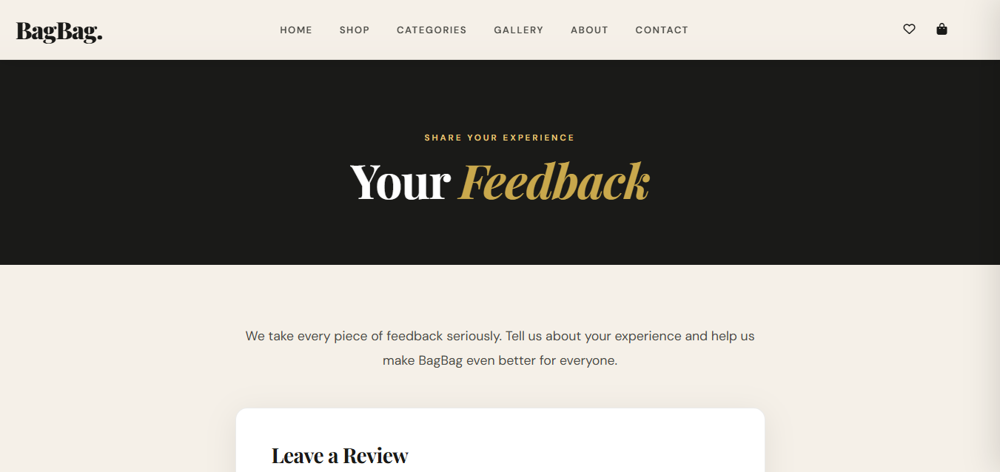 BagBag.
HOME SHOP CATEGORIES GALLERY ABOUT CONTACT
SHARE YOUR EXPERIENCE
Your Feedback
We take every piece of feedback seriously. Tell us about your experience and help us
make BagBag even better for everyone.
Leave a Review